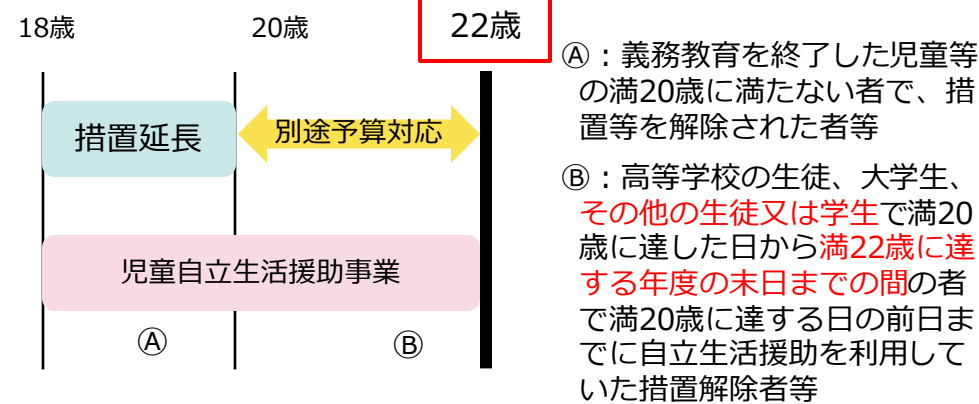 18歳
20歳
22歳
措置延長
別途予算対応
児童自立生活援助事業
Ⓐ
Ⓑ
Ⓐ：義務教育を終了した児童等
の満20歳に満たない者で、措
置等を解除された者等
Ⓑ：高等学校の生徒、大学生、
その他の生徒又は学生で満20
歳に達した日から満22歳に達
する年度の末日までの間の者
で満20歳に達する日の前日ま
でに自立生活援助を利用して
いた措置解除者等